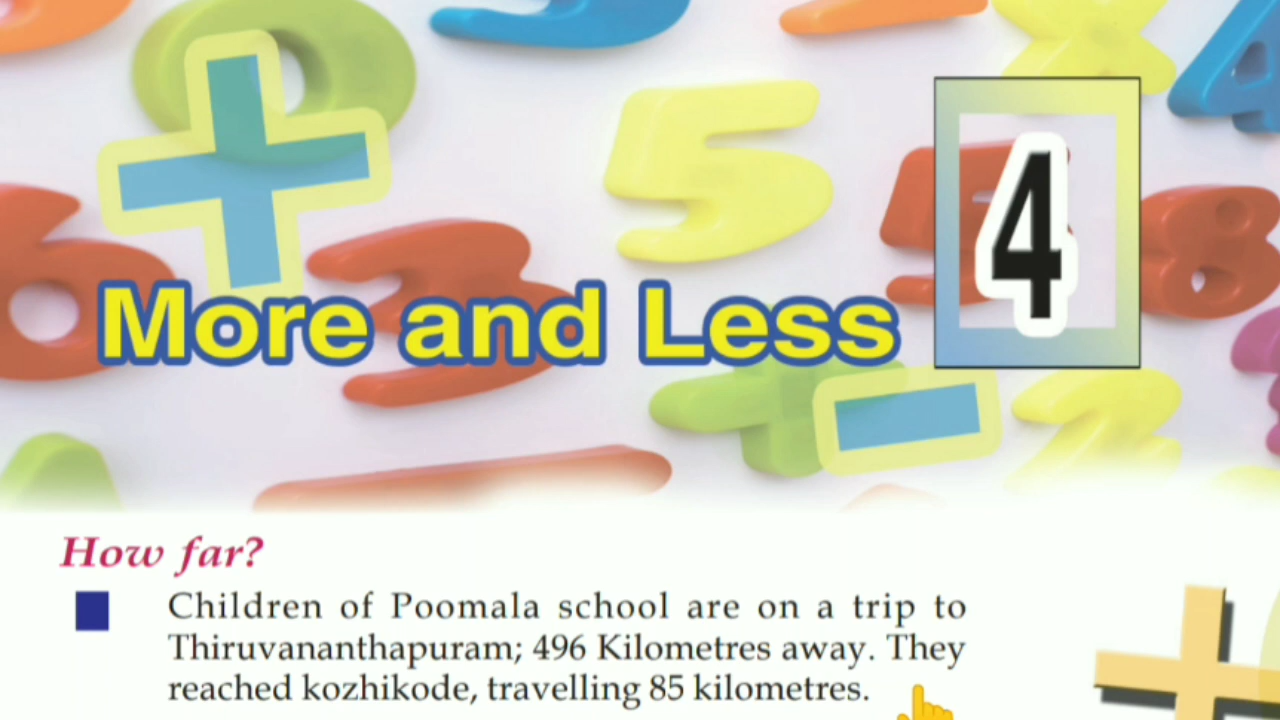 4
More and Less
How far?
Children of Poomala school are on a trip to
Thiruvananthapuram; 496 Kilometres away. They
reached kozhikode, travelling 85 kilometres.